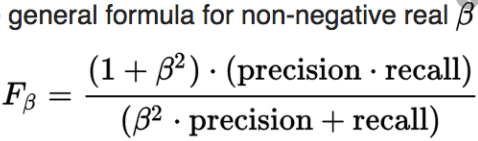 general formula for non-negative real β
F_β = (1 + β²) · (precision · recall) / (β² · precision + recall)